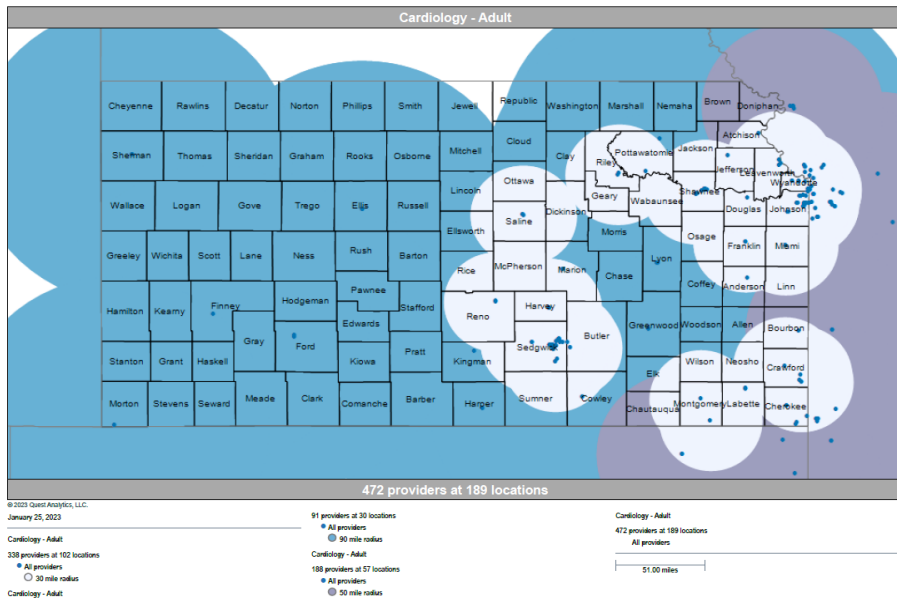 Cardiology - Adult
Cheyenne Rawlins Decatur Norton Phillips Smith Jewell Republic Washington Marshall Nemaha Brown Doniphan
Atchison
Sherman Thomas Sheridan Graham Rooks Osborne Mitchell Cloud Clay Riley Pottawatomie Jackson Jefferson Leavenworth
Wyandotte
Ottawa
Wallace Logan Gove Trego Ellis Russell Lincoln Saline Dickinson Geary Wabaunsee Shawnee Douglas Johnson
Ellsworth Morris Osage
Greeley Wichita Scott Lane Ness Rush Barton Rice McPherson Marion Chase Lyon Franklin Miami
Pawnee Coffey Anderson Linn
Hamilton Kearny Finney Hodgeman Stafford Reno Harvey
Gray Edwards Butler Greenwood Woodson Allen Bourbon
Ford Sedgwick
Stanton Grant Haskell Kiowa Pratt Kingman Elk Wilson Neosho Crawford
Morton Stevens Seward Meade Clark Comanche Barber Harper Sumner Cowley Chautauqua Montgomery Labette Cherokee
472 providers at 189 locations
© 2023 Quest Analytics, LLC.
January 25, 2023
Cardiology - Adult
338 providers at 102 locations
All providers
30 mile radius
Cardiology - Adult
91 providers at 30 locations
All providers
90 mile radius
Cardiology - Adult
188 providers at 57 locations
All providers
50 mile radius
Cardiology - Adult
472 providers at 189 locations
All providers
51.00 miles